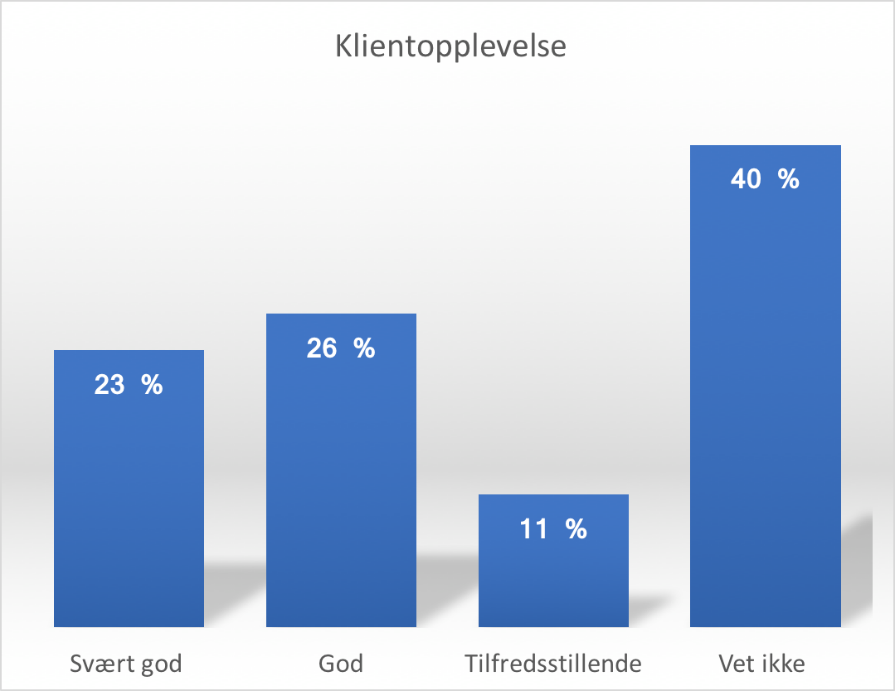 Klientopplevelse
40 %
26 %
23 %
11 %
Svært god God Tilfredsstillende Vet ikke